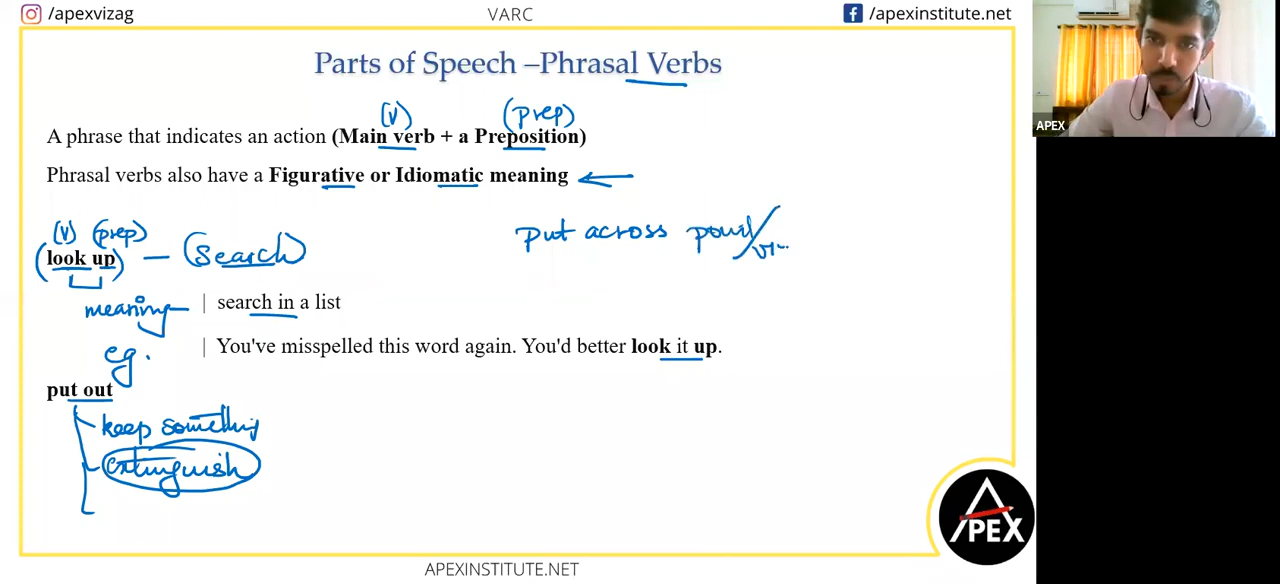 /apexvizag
VARC
/apexinstitute.net
Parts of Speech –Phrasal Verbs
(v) (prep)
A phrase that indicates an action (Main verb + a Preposition)
Phrasal verbs also have a Figurative or Idiomatic meaning
put across
(v) (prep)
(look up) — (search)
meaning | search in a list
eg. | You've misspelled this word again. You'd better look it up.
put out
keep something
extinguish
APEX
APEX
APEXINSTITUTE.NET